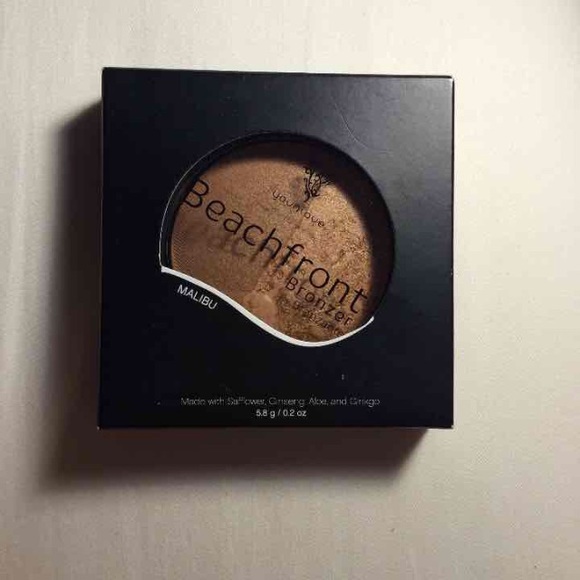 younique
Beachfront
Bronzer
MALIBU
Made with Safflower, Ginseng, Aloe, and Ginkgo
5.8 g / 0.2 oz